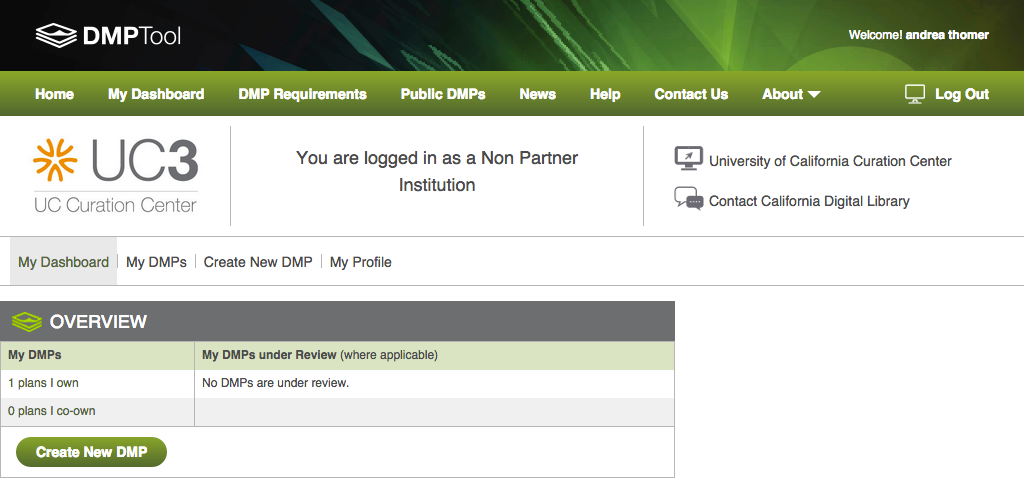 DMPTool
Welcome! andrea thomer
Home My Dashboard DMP Requirements Public DMPs News Help Contact Us About Log Out
UC3
UC Curation Center
You are logged in as a Non Partner
Institution
University of California Curation Center
Contact California Digital Library
My Dashboard My DMPs Create New DMP My Profile
OVERVIEW
My DMPs My DMPs under Review (where applicable)
1 plans I own No DMPs are under review.
0 plans I co-own
Create New DMP